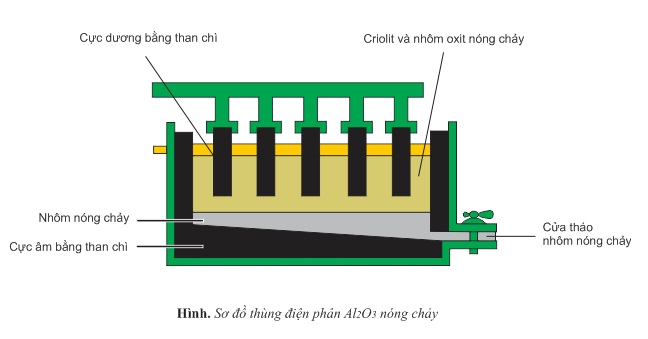 Cực dương bằng than chì
Criolit và nhôm oxit nóng chảy
Nhôm nóng chảy
Cực âm bằng than chì
Cửa tháo
nhôm nóng chảy
Hình. Sơ đồ thùng điện phân Al2O3 nóng chảy